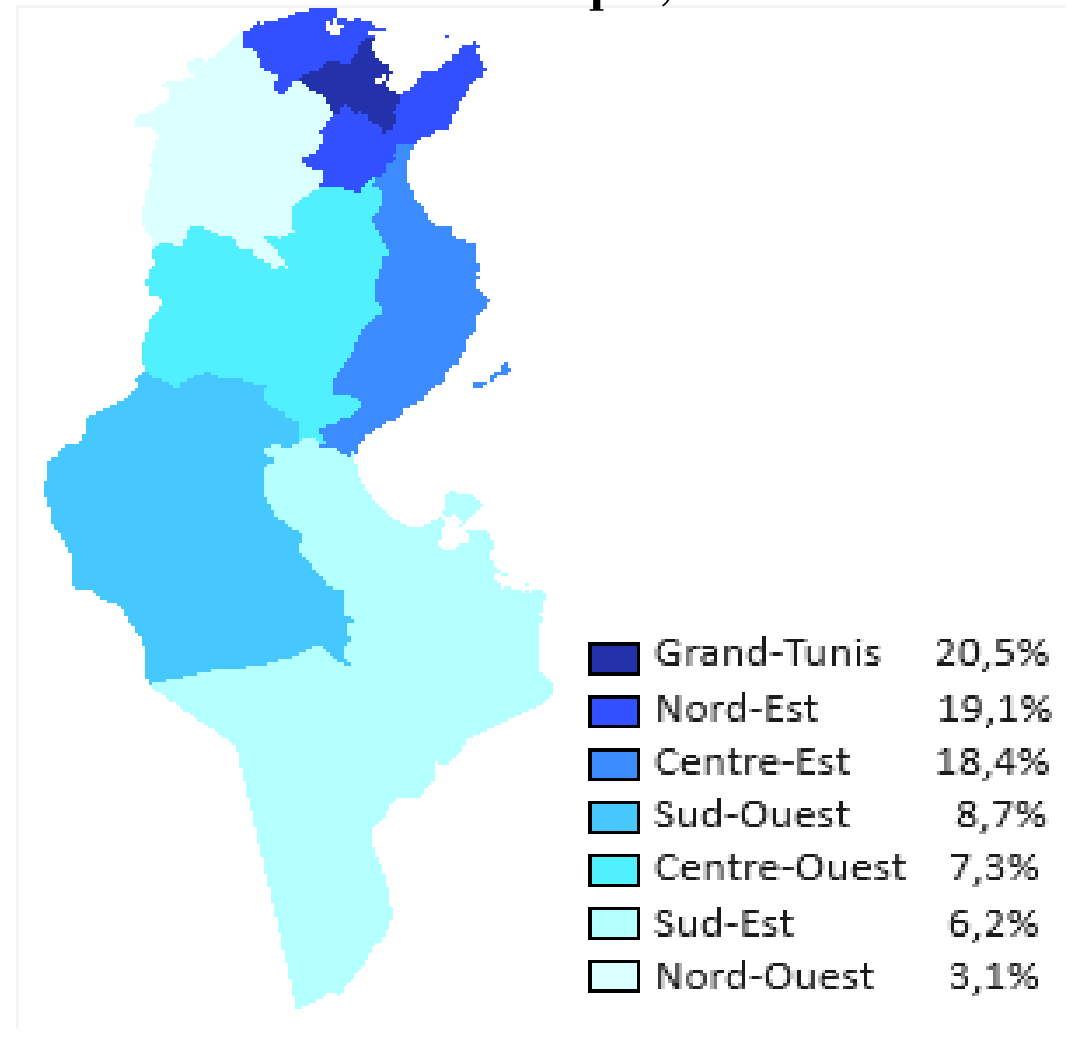 Grand-Tunis 20,5%
Nord-Est 19,1%
Centre-Est 18,4%
Sud-Ouest 8,7%
Centre-Ouest 7,3%
Sud-Est 6,2%
Nord-Ouest 3,1%